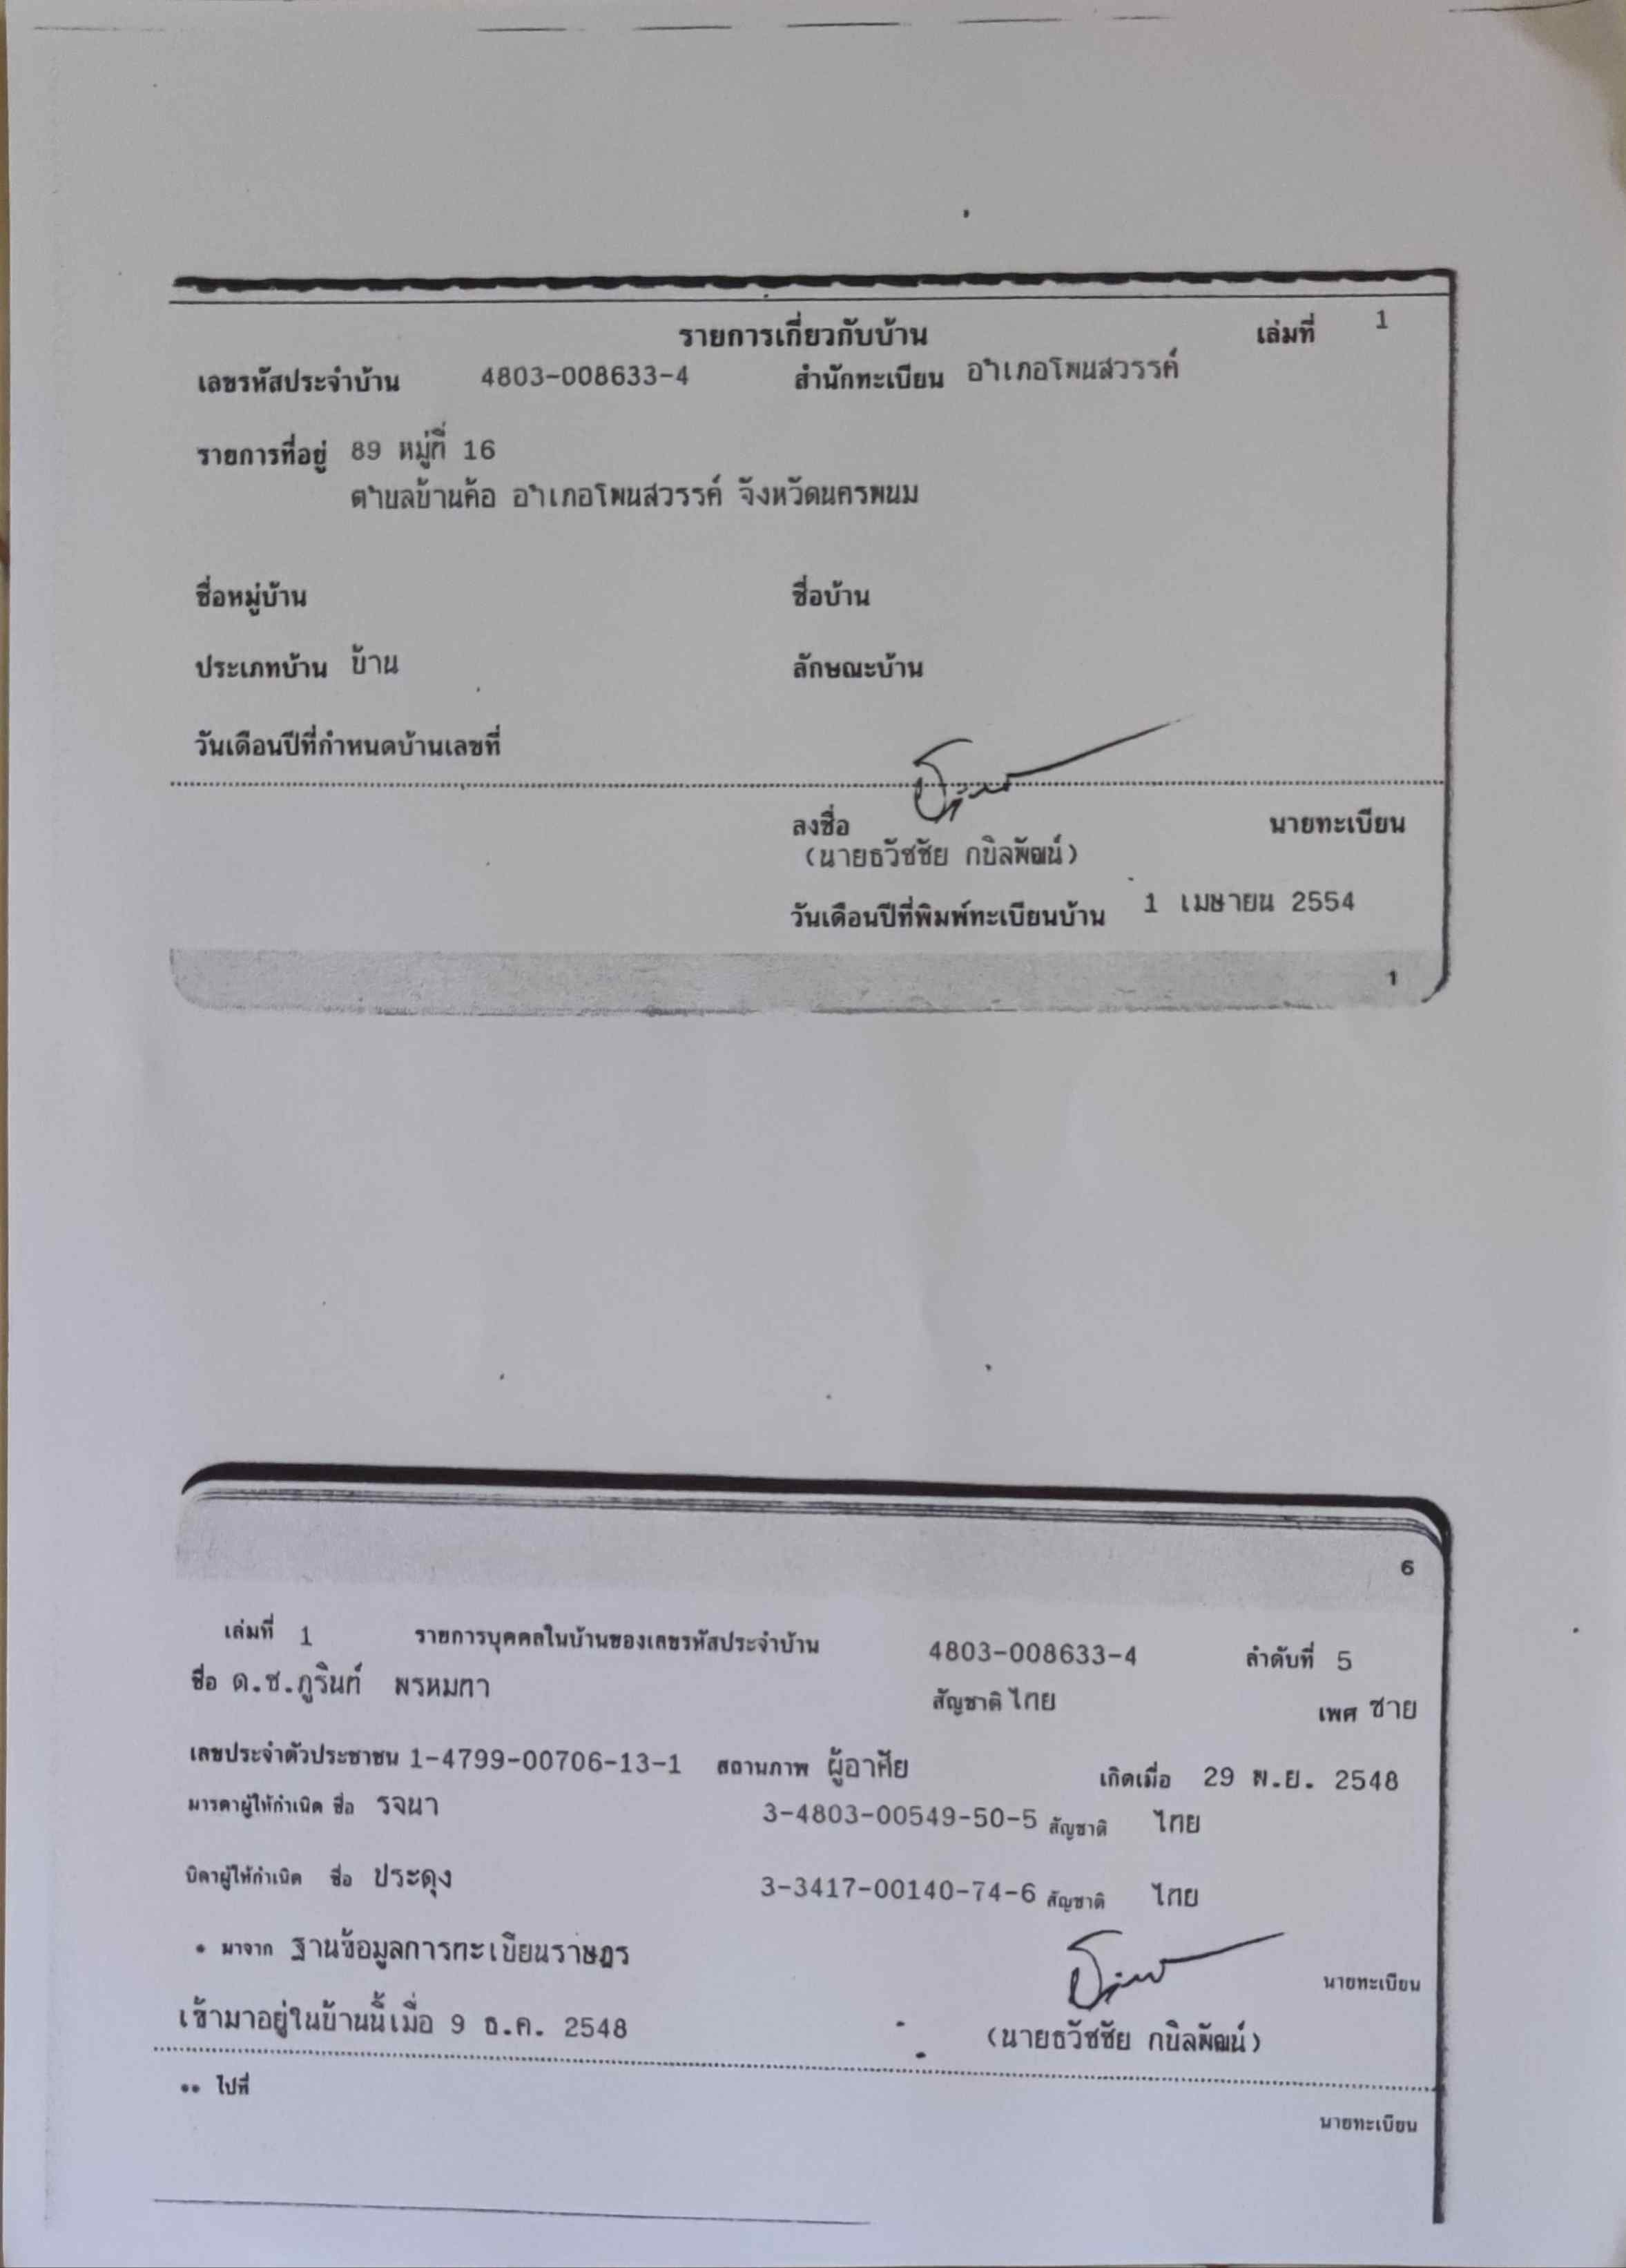 รายการเกี่ยวกับบ้าน เล่มที่ 1
เลขรหัสประจำบ้าน 4803-008633-4 สำนักทะเบียน อำเภอโพนสวรรค์
รายการที่อยู่ 89 หมู่ที่ 16
ตำบลบ้านค้อ อำเภอโพนสวรรค์ จังหวัดนครพนม
ชื่อหมู่บ้าน ชื่อบ้าน
ประเภทบ้าน บ้าน ลักษณะบ้าน
วันเดือนปีที่กำหนดบ้านเลขที่
ลงชื่อ นายทะเบียน
(นายธวัชชัย กบิลพัฒน์)
วันเดือนปีที่พิมพ์ทะเบียนบ้าน 1 เมษายน 2554
1
6
เล่มที่ 1 รายการบุคคลในบ้านของเลขรหัสประจำบ้าน 4803-008633-4 ลำดับที่ 5
ชื่อ ด.ช.ภูรินท์ พรหมทา สัญชาติ ไทย เพศ ชาย
เลขประจำตัวประชาชน 1-4799-00706-13-1 สถานภาพ ผู้อาศัย เกิดเมื่อ 29 พ.ย. 2548
มารดาผู้ให้กำเนิด ชื่อ รจนา 3-4803-00549-50-5 สัญชาติ ไทย
บิดาผู้ให้กำเนิด ชื่อ ประดุง 3-3417-00140-74-6 สัญชาติ ไทย
* มาจาก ฐานข้อมูลการทะเบียนราษฎร นายทะเบียน
เข้ามาอยู่ในบ้านนี้เมื่อ 9 ธ.ค. 2548 (นายธวัชชัย กบิลพัฒน์)
** ไปที่
นายทะเบียน